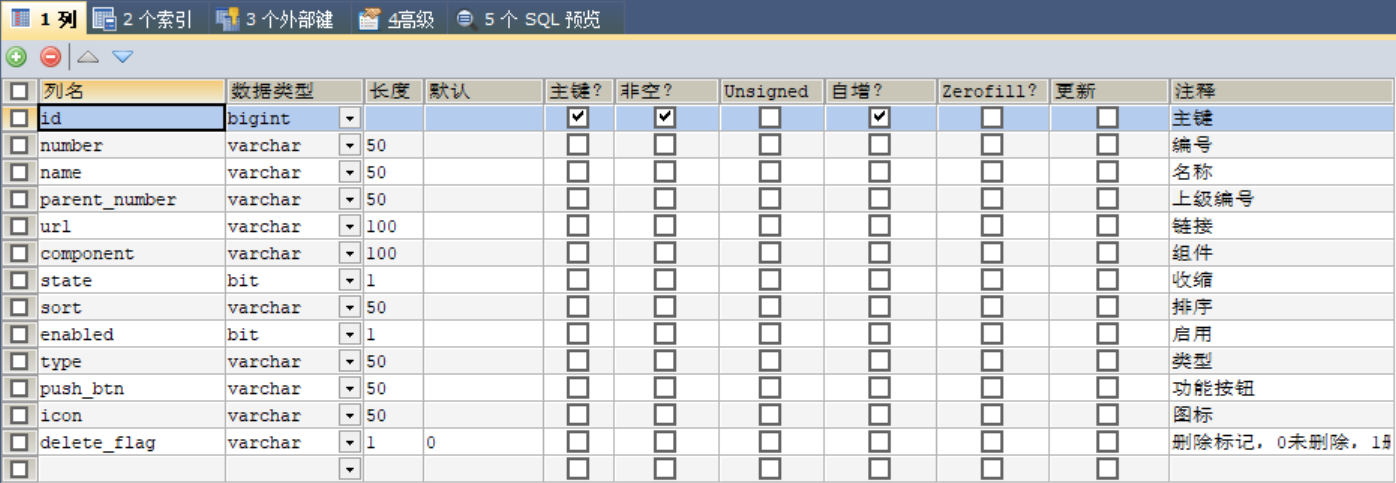 1 列 2 个索引 3 个外部键 4高级 5 个 SQL 预览
列名 数据类型 长度 默认 主键? 非空? Unsigned 自增? Zerofill? 更新 注释
id bigint 主键
number varchar 50 编号
name varchar 50 名称
parent_number varchar 50 上级编号
url varchar 100 链接
component varchar 100 组件
state bit 1 收缩
sort varchar 50 排序
enabled bit 1 启用
type varchar 50 类型
push_btn varchar 50 功能按钮
icon varchar 50 图标
delete_flag varchar 1 0 删除标记，0未删除，1